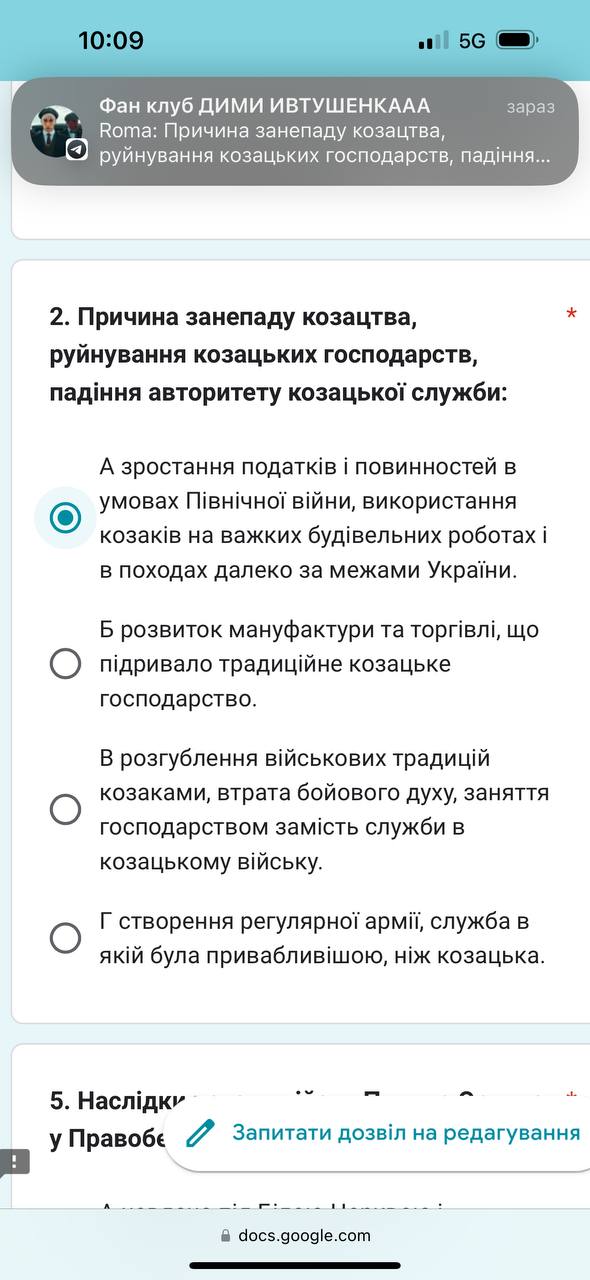 10:09
5G
Фан клуб ДИМИ ИВТУШЕНКААА
зараз
Roma: Причина занепаду козацтва,
руйнування козацьких господарств, падіння...
2. Причина занепаду козацтва, *
руйнування козацьких господарств,
падіння авторитету козацької служби:
А зростання податків і повинностей в
умовах Північної війни, використання
козаків на важких будівельних роботах і
в походах далеко за межами України.
Б розвиток мануфактури та торгівлі, що
підривало традиційне козацьке
господарство.
В розгублення військових традицій
козаками, втрата бойового духу, заняття
господарством замість служби в
козацькому війську.
Г створення регулярної армії, служба в
якій була привабливішою, ніж козацька.
5. Наслідки
у Правобе
Запитати дозвіл на редагування
docs.google.com